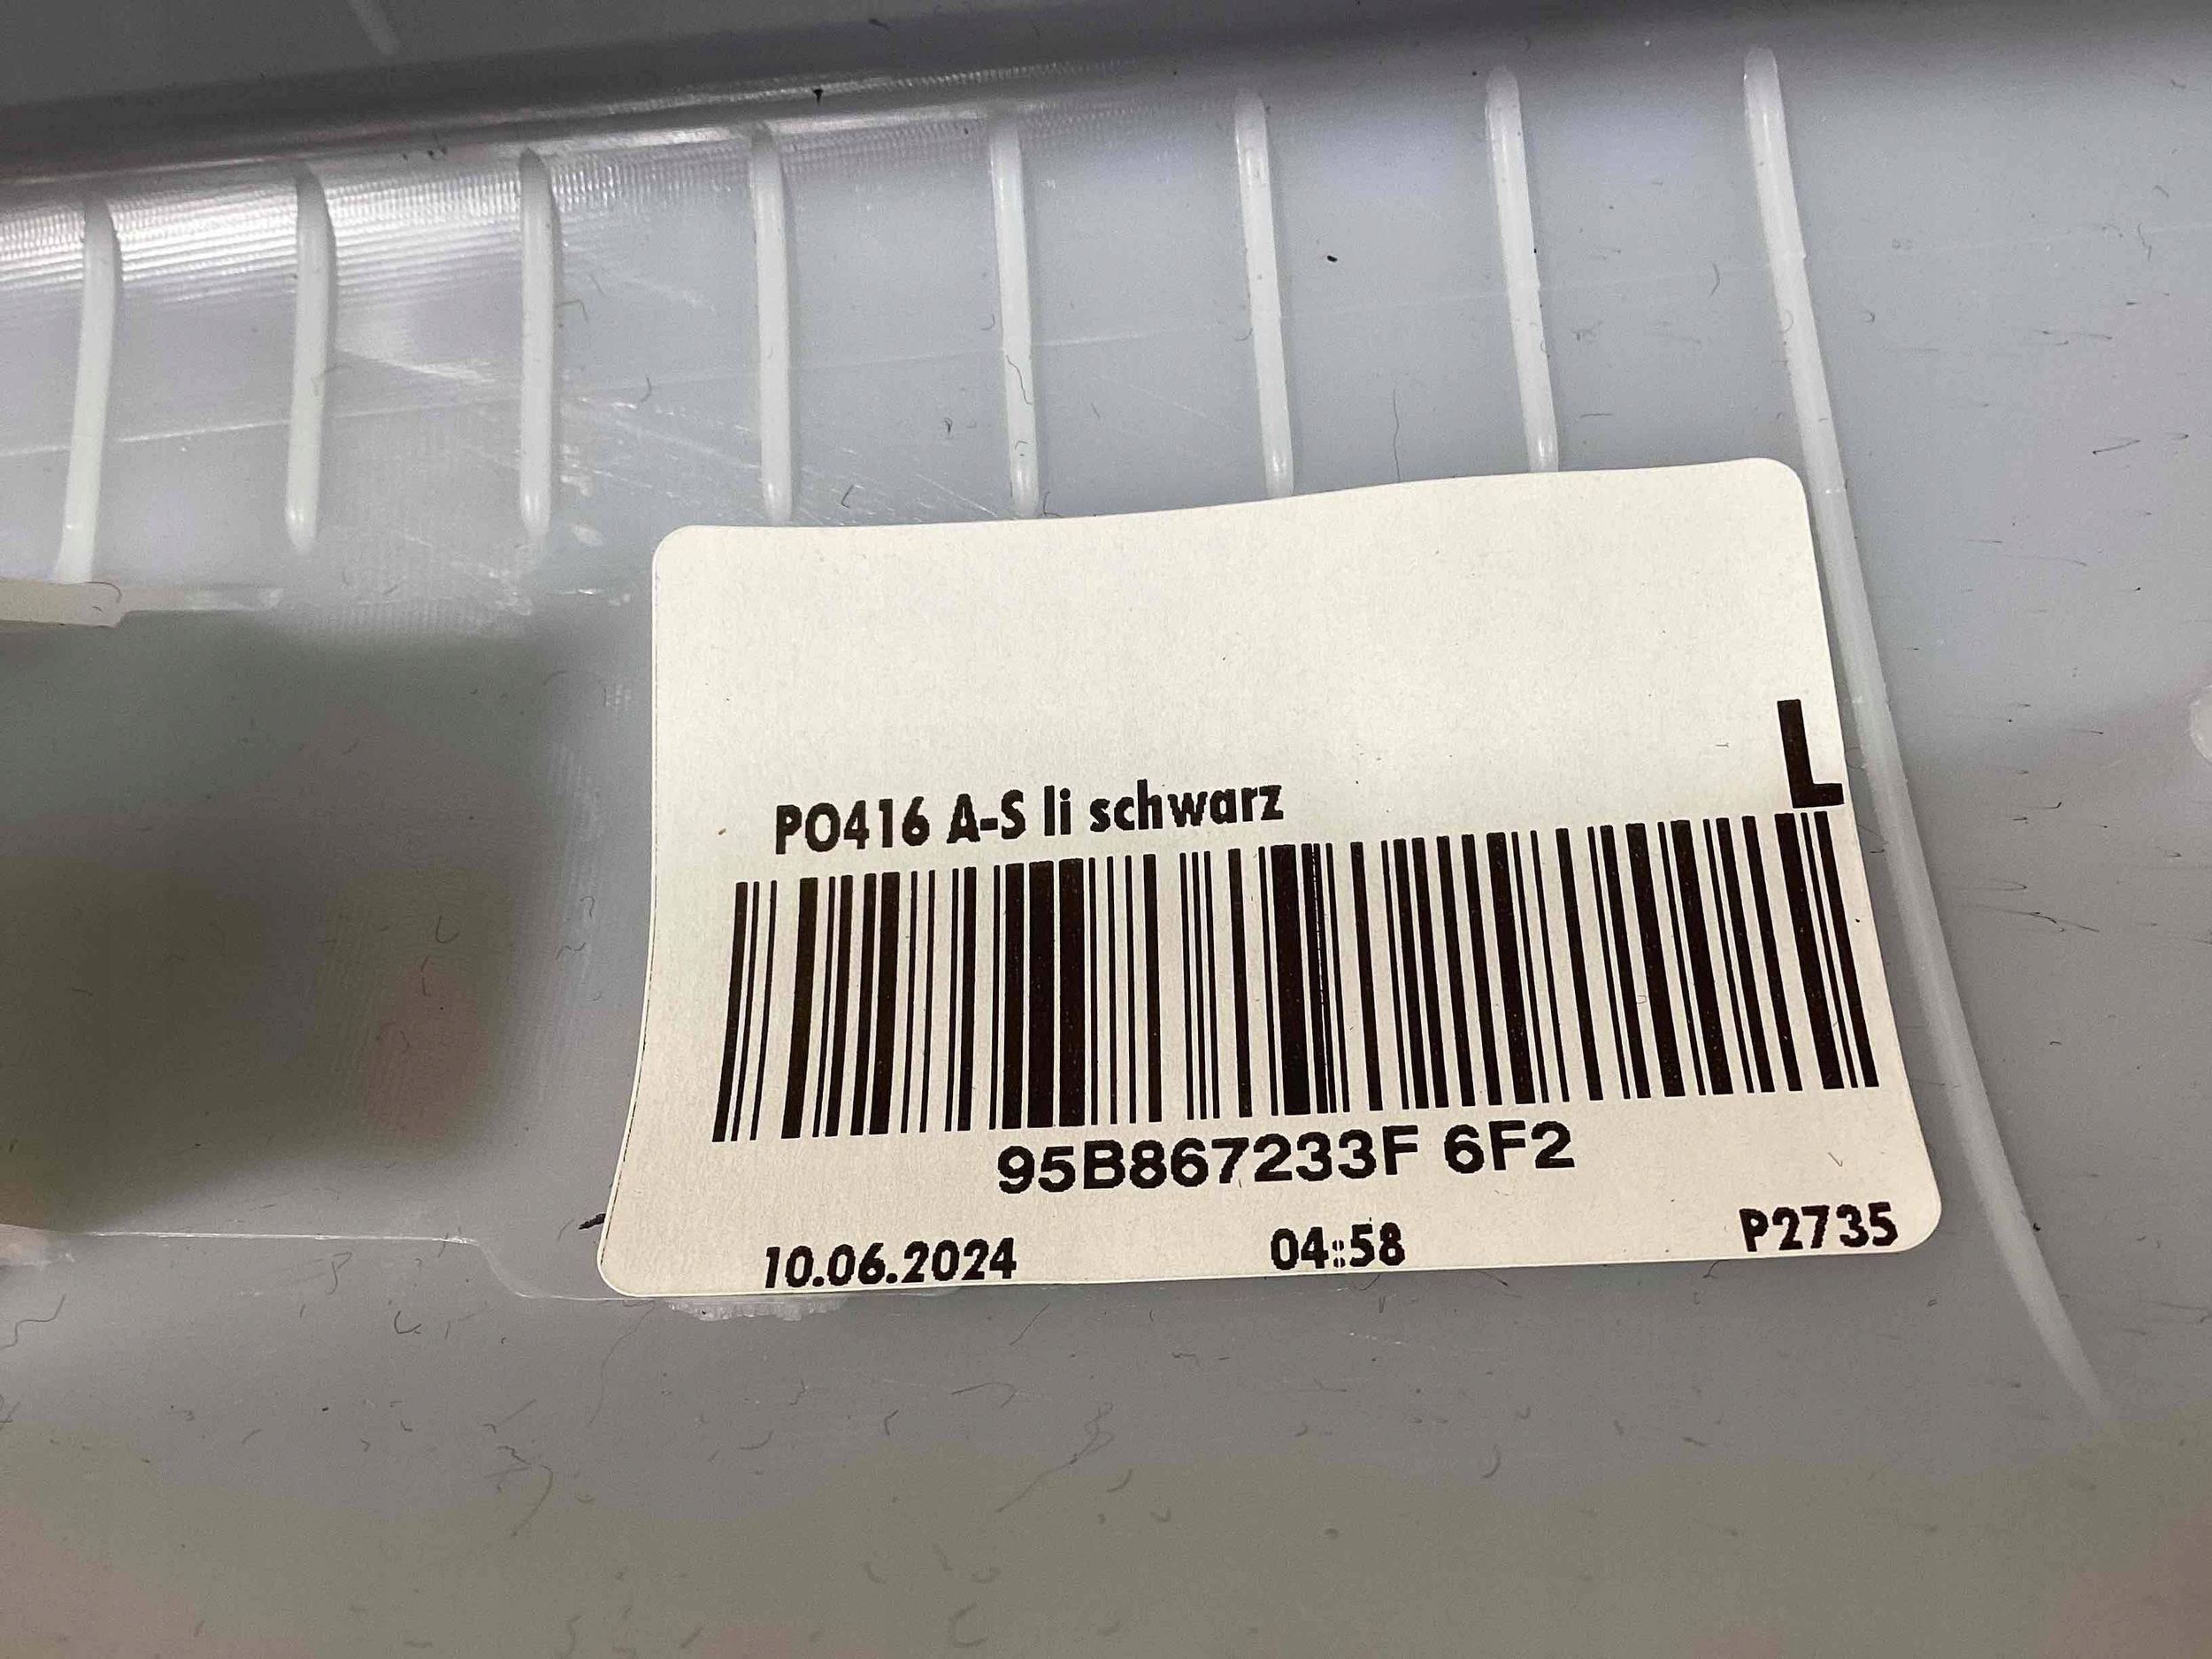 L
PO416 A-S li schwarz
95B867233F 6F2
10.06.2024 04:58 P2735